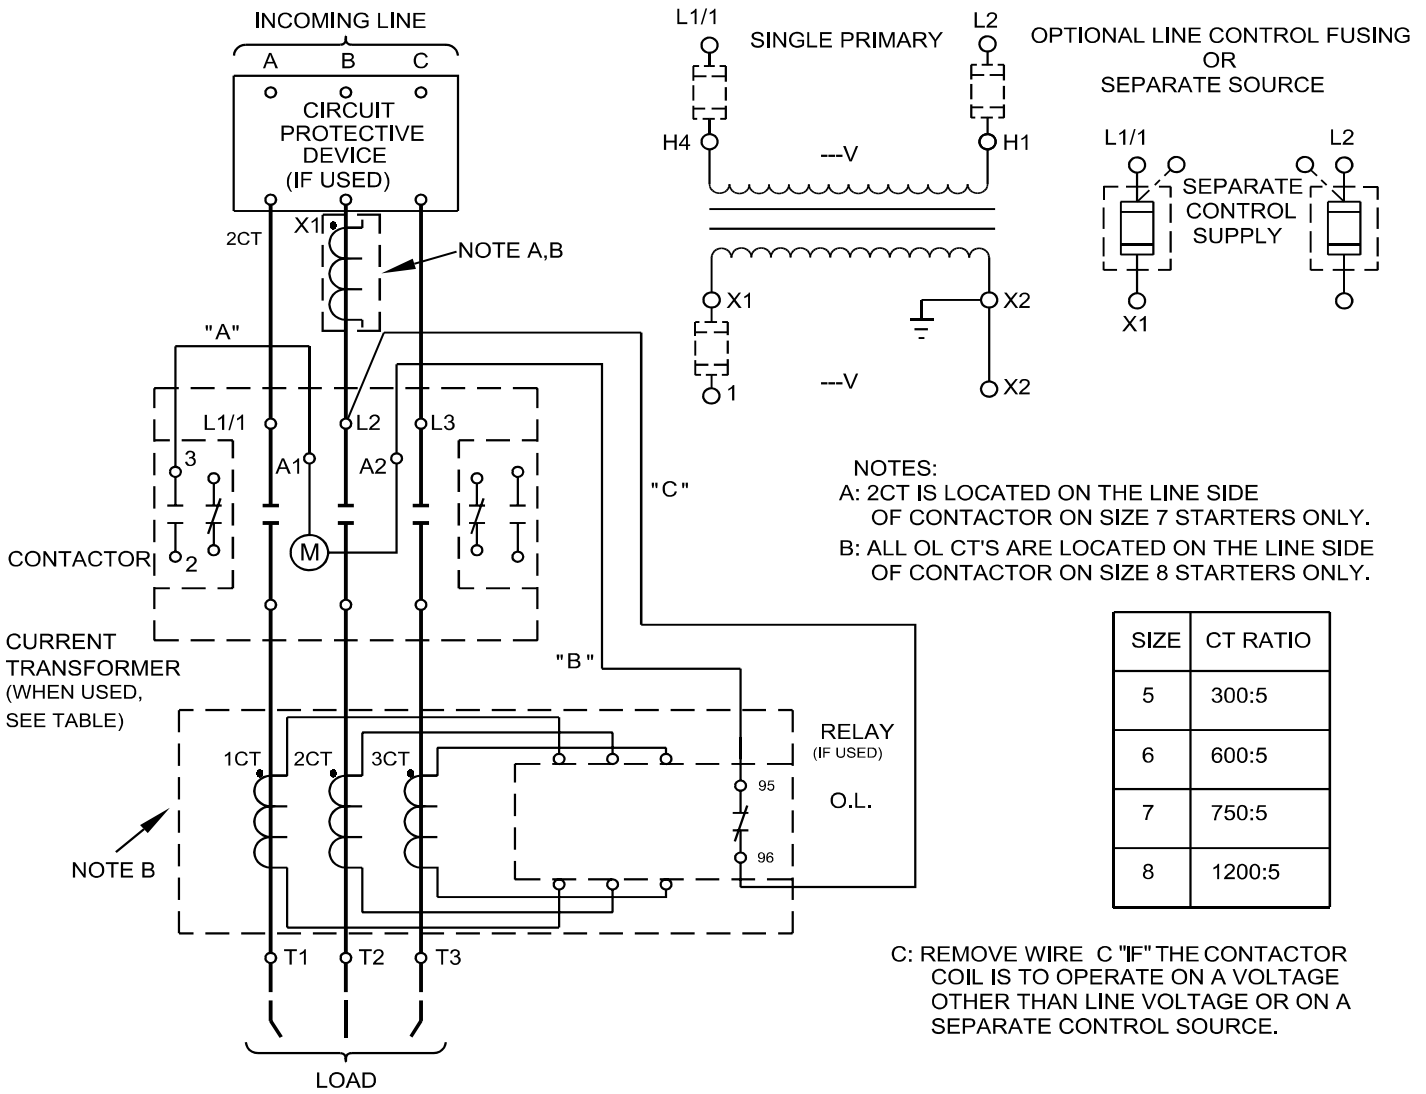 INCOMING LINE
A B C
CIRCUIT
PROTECTIVE
DEVICE
(IF USED)
2CT
X1
NOTE A,B
"A"
L1/1
L2
L3
3
A1
A2
"C"
M
2
CONTACTOR
CURRENT
TRANSFORMER
(WHEN USED,
SEE TABLE)
"B"
1CT
2CT
3CT
RELAY
(IF USED)
O.L.
95
96
NOTE B
T1
T2
T3
LOAD
L1/1
SINGLE PRIMARY
L2
H4
---V
H1
X1
X2
1
---V
X2
OPTIONAL LINE CONTROL FUSING
OR
SEPARATE SOURCE
L1/1
L2
SEPARATE
CONTROL
SUPPLY
X1
NOTES:
A: 2CT IS LOCATED ON THE LINE SIDE
OF CONTACTOR ON SIZE 7 STARTERS ONLY.
B: ALL OL CT'S ARE LOCATED ON THE LINE SIDE
OF CONTACTOR ON SIZE 8 STARTERS ONLY.
SIZE CT RATIO
5 300:5
6 600:5
7 750:5
8 1200:5
C: REMOVE WIRE C "IF" THE CONTACTOR
COIL IS TO OPERATE ON A VOLTAGE
OTHER THAN LINE VOLTAGE OR ON A
SEPARATE CONTROL SOURCE.